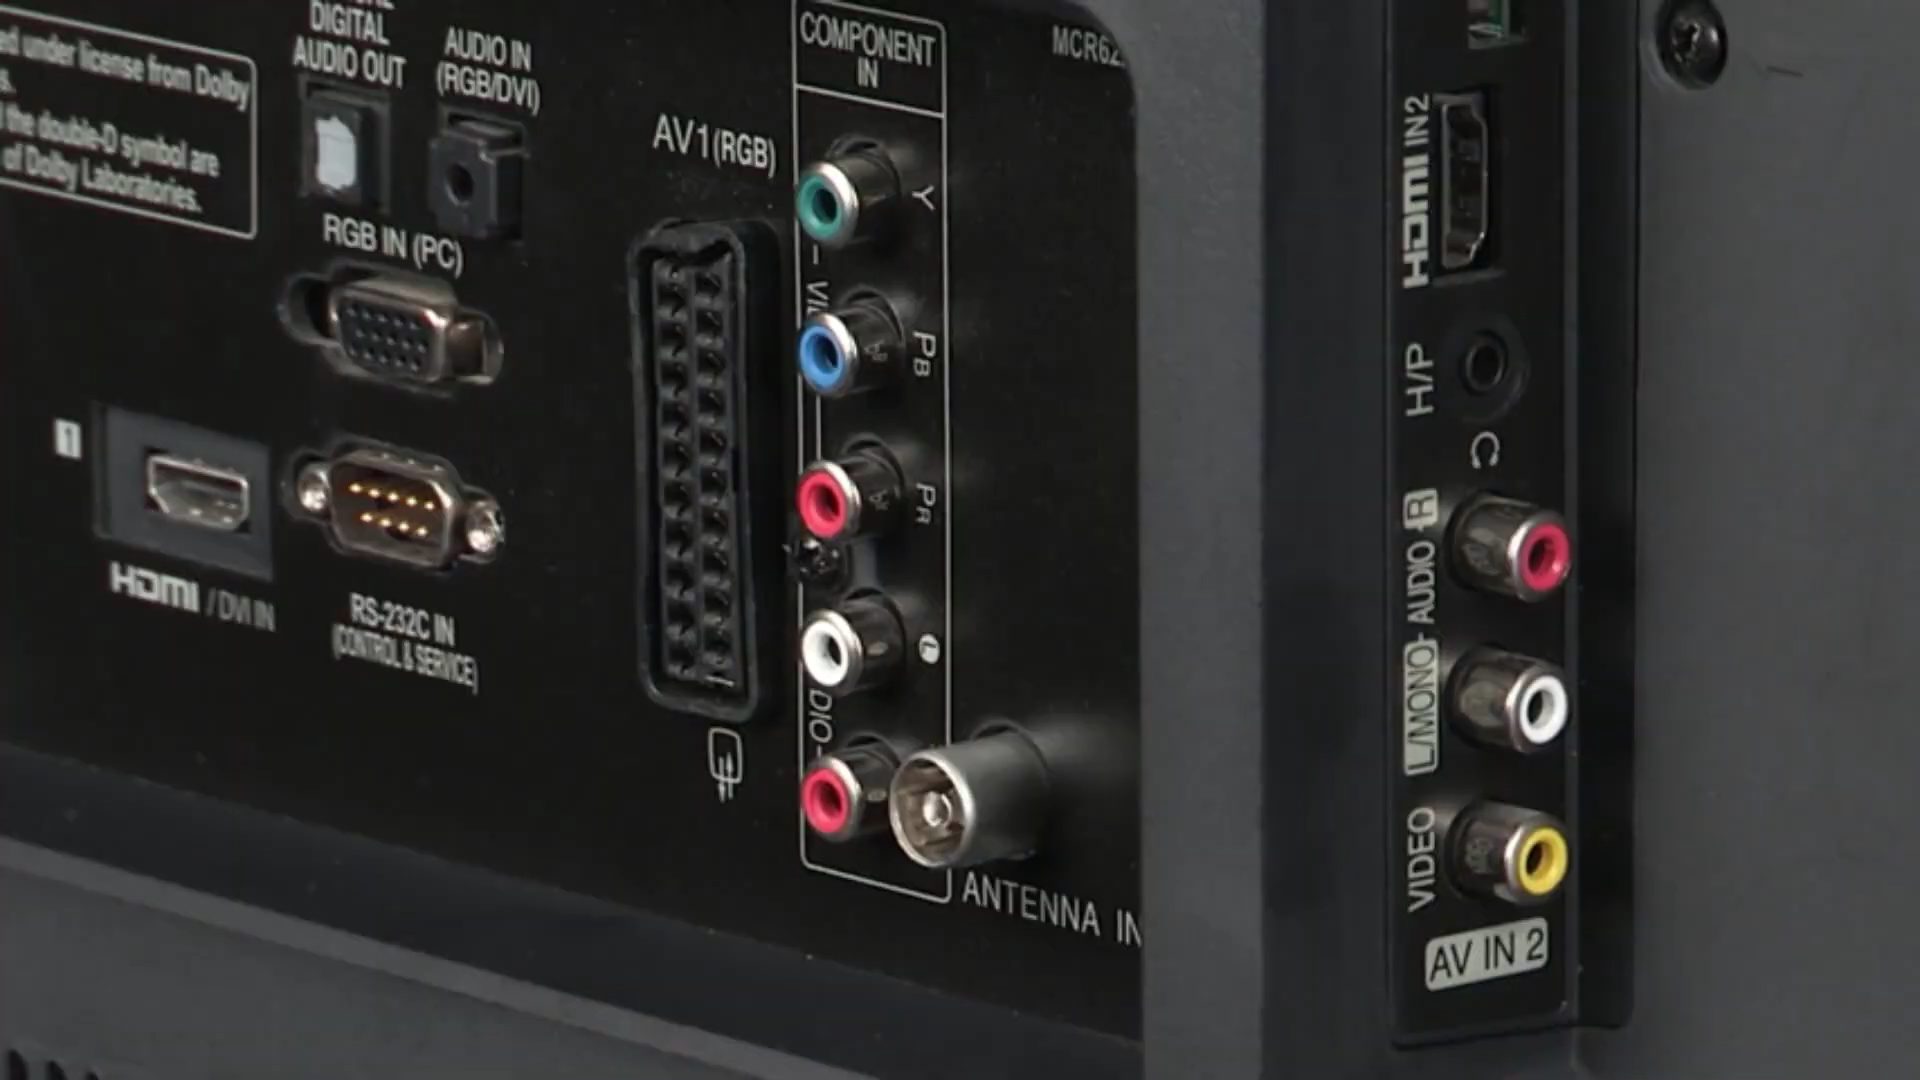 ed under license from Dolby
s.
the double-D symbol are
of Dolby Laboratories.
DIGITAL
AUDIO OUT
AUDIO IN
(RGB/DVI)
RGB IN (PC)
1
HDMI / DVI IN
RS-232C IN
(CONTROL & SERVICE)
AV1(RGB)
COMPONENT
IN
Y
PB
PR
L
ANTENNA IN
HDMI IN2
H/P
L/MONO AUDIO R
VIDEO
AV IN 2